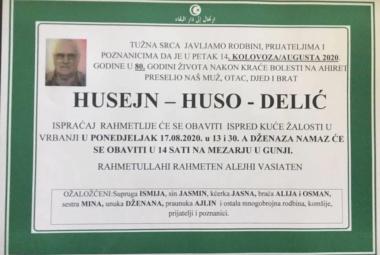 TUŽNA SRCA JAVLJAMO RODBINI, PRIJATELJIMA I
POZNANICIMA DA JE U PETAK 14. KOLOVOZA/AUGUSTA 2020.
GODINE U 80. GODINI ŽIVOTA NAKON KRAĆE BOLESTI NA AHIRET
PRESELIO NAŠ MUŽ, OTAC, DJED I BRAT
HUSEJN – HUSO - DELIĆ
ISPRAĆAJ RAHMETLIJE ĆE SE OBAVITI ISPRED KUĆE ŽALOSTI U
VRBANJI U PONEDJELJAK 17.08.2020. u 13 i 30. A DŽENAZA NAMAZ ĆE
SE OBAVITI U 14 SATI NA MEZARJU U GUNJI.
RAHMETULLAHI RAHMETEN ALEJHI VASIATEN
OŽALOŠĆENI: Supruga ISMIJA, sin JASMIN, kćerka JASNA, braća ALIJA i OSMAN,
sestra MINA, unuka DŽENANA, praunuka AJLIN i ostala mnogobrojna rodbina, komšije,
prijatelji i poznanici.